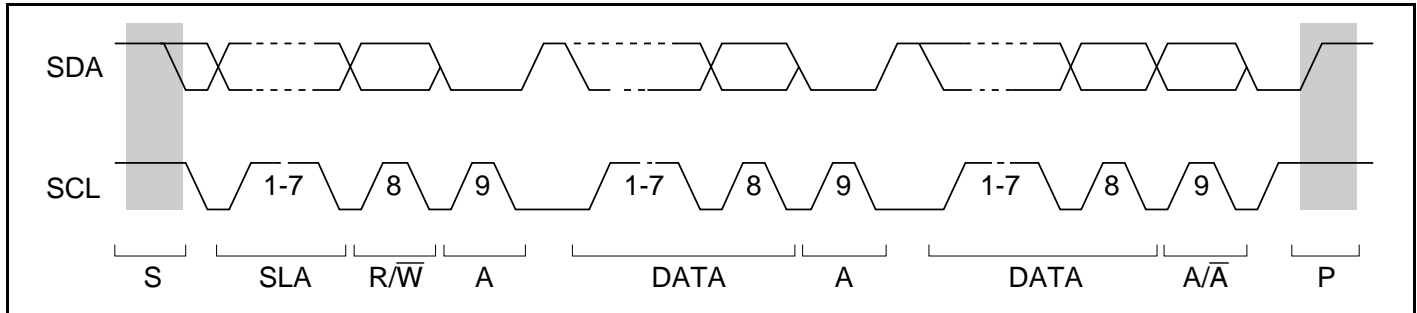 SDA
SCL
1-7 8 9 1-7 8 9 1-7 8 9
S SLA R/W̅ A DATA A DATA A/A̅ P